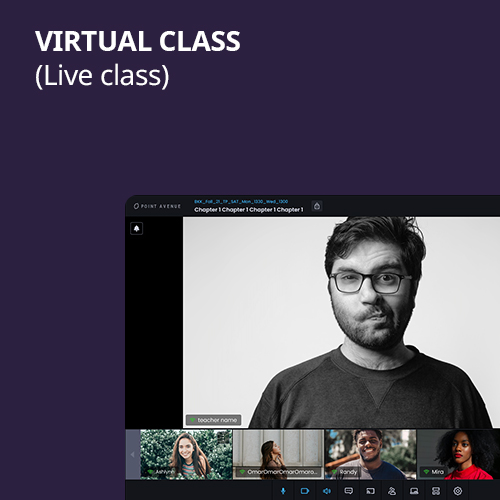 VIRTUAL CLASS
(Live class)
POINT AVENUE
BKK_Fall_21_TP_SAT_Mon_1330_Wed_1300
Chapter 1 Chapter 1 Chapter 1 Chapter 1
teacher name
Ashlynn
OmarOmarOmarOmaro...
Randy
Mira